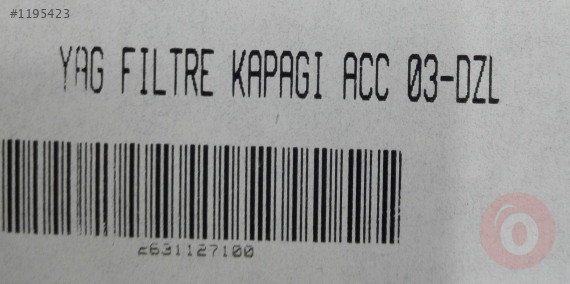 #1195423
YAG FILTRE KAPAGI ACC 03-DZL
2631127100